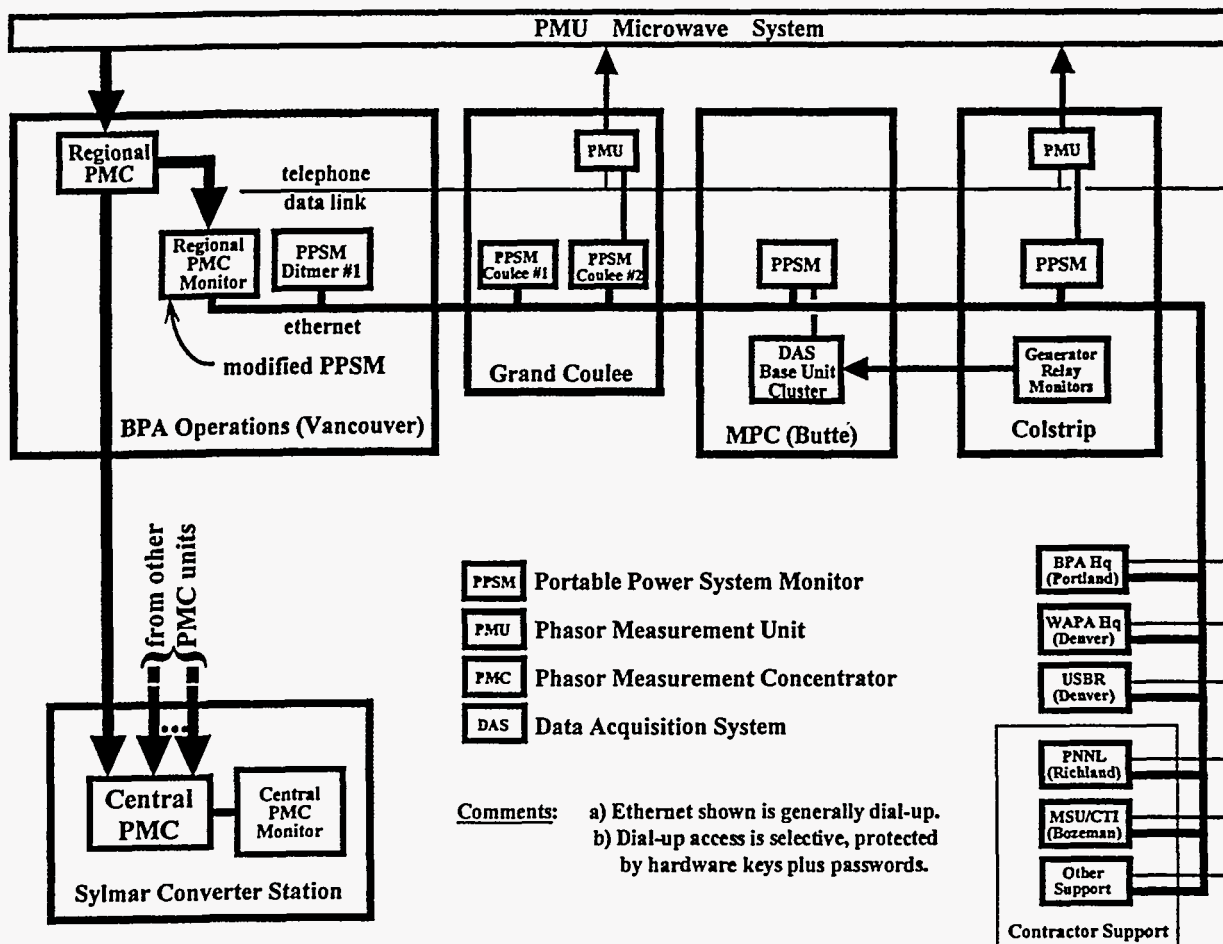 PMU Microwave System
Regional
PMC
telephone
data link
Regional
PMC
Monitor
PPSM
Ditmer #1
ethernet
modified PPSM
BPA Operations (Vancouver)
PMU
PPSM
Coulee #1
PPSM
Coulee #2
Grand Coulee
PPSM
DAS
Base Unit
Cluster
MPC (Butte)
PMU
PPSM
Generator
Relay
Monitors
Colstrip
from other
PMC units
...
Central
PMC
Central
PMC
Monitor
Sylmar Converter Station
PPSM Portable Power System Monitor
PMU Phasor Measurement Unit
PMC Phasor Measurement Concentrator
DAS Data Acquisition System
Comments: a) Ethernet shown is generally dial-up.
b) Dial-up access is selective, protected
by hardware keys plus passwords.
BPA Hq
(Portland)
WAPA Hq
(Denver)
USBR
(Denver)
PNNL
(Richland)
MSU/CTI
(Bozeman)
Other
Support
Contractor Support